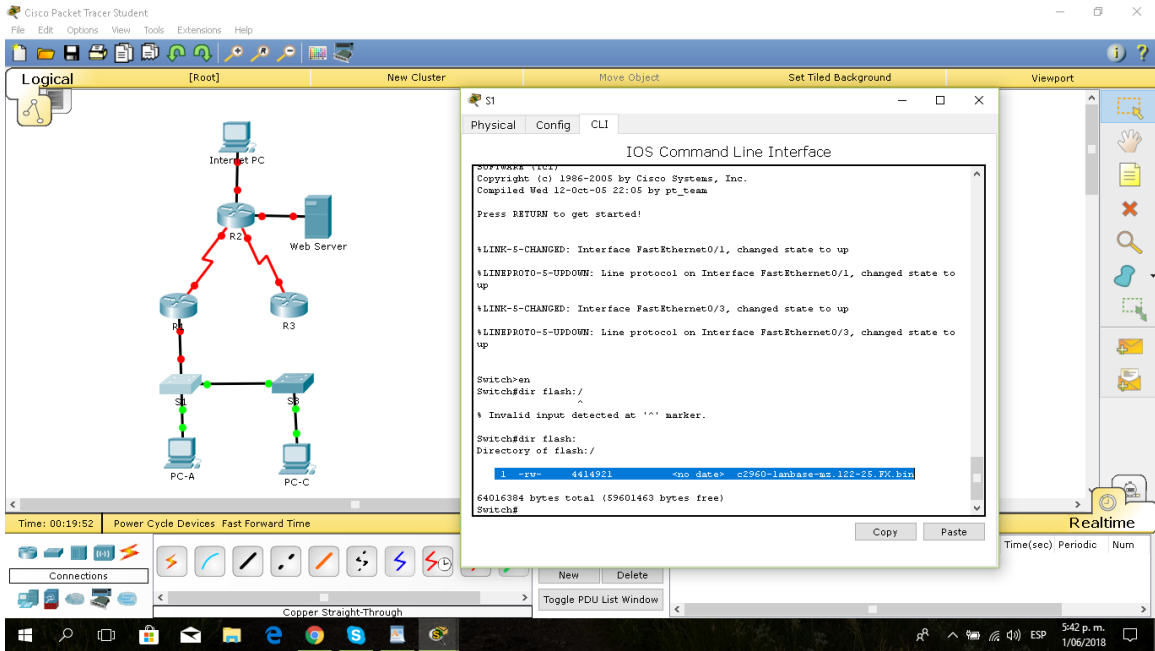 Cisco Packet Tracer Student
File Edit Options View Tools Extensions Help
Logical [Root] New Cluster Move Object Set Tiled Background Viewport
S1
Physical Config CLI
IOS Command Line Interface
Copyright (c) 1986-2005 by Cisco Systems, Inc.
Compiled Wed 12-Oct-05 22:05 by pt_team
Press RETURN to get started!
%LINK-5-CHANGED: Interface FastEthernet0/1, changed state to up
%LINEPROTO-5-UPDOWN: Line protocol on Interface FastEthernet0/1, changed state to
up
%LINK-5-CHANGED: Interface FastEthernet0/3, changed state to up
%LINEPROTO-5-UPDOWN: Line protocol on Interface FastEthernet0/3, changed state to
up
Switch>en
Switch#dir flash:/
^
% Invalid input detected at '^' marker.
Switch#dir flash:
Directory of flash:/
1 -rw- 4414921 <no date> c2960-lanbase-mz.122-25.FX.bin
64016384 bytes total (59601463 bytes free)
Switch#
Copy Paste
Internet PC
R2
Web Server
R1
R3
S1
S3
PC-A
PC-C
Time: 00:19:52 Power Cycle Devices Fast Forward Time
Realtime
Connections
Copper Straight-Through
New Delete
Toggle PDU List Window
Time(sec) Periodic Num
ESP
5:42 p. m.
1/06/2018